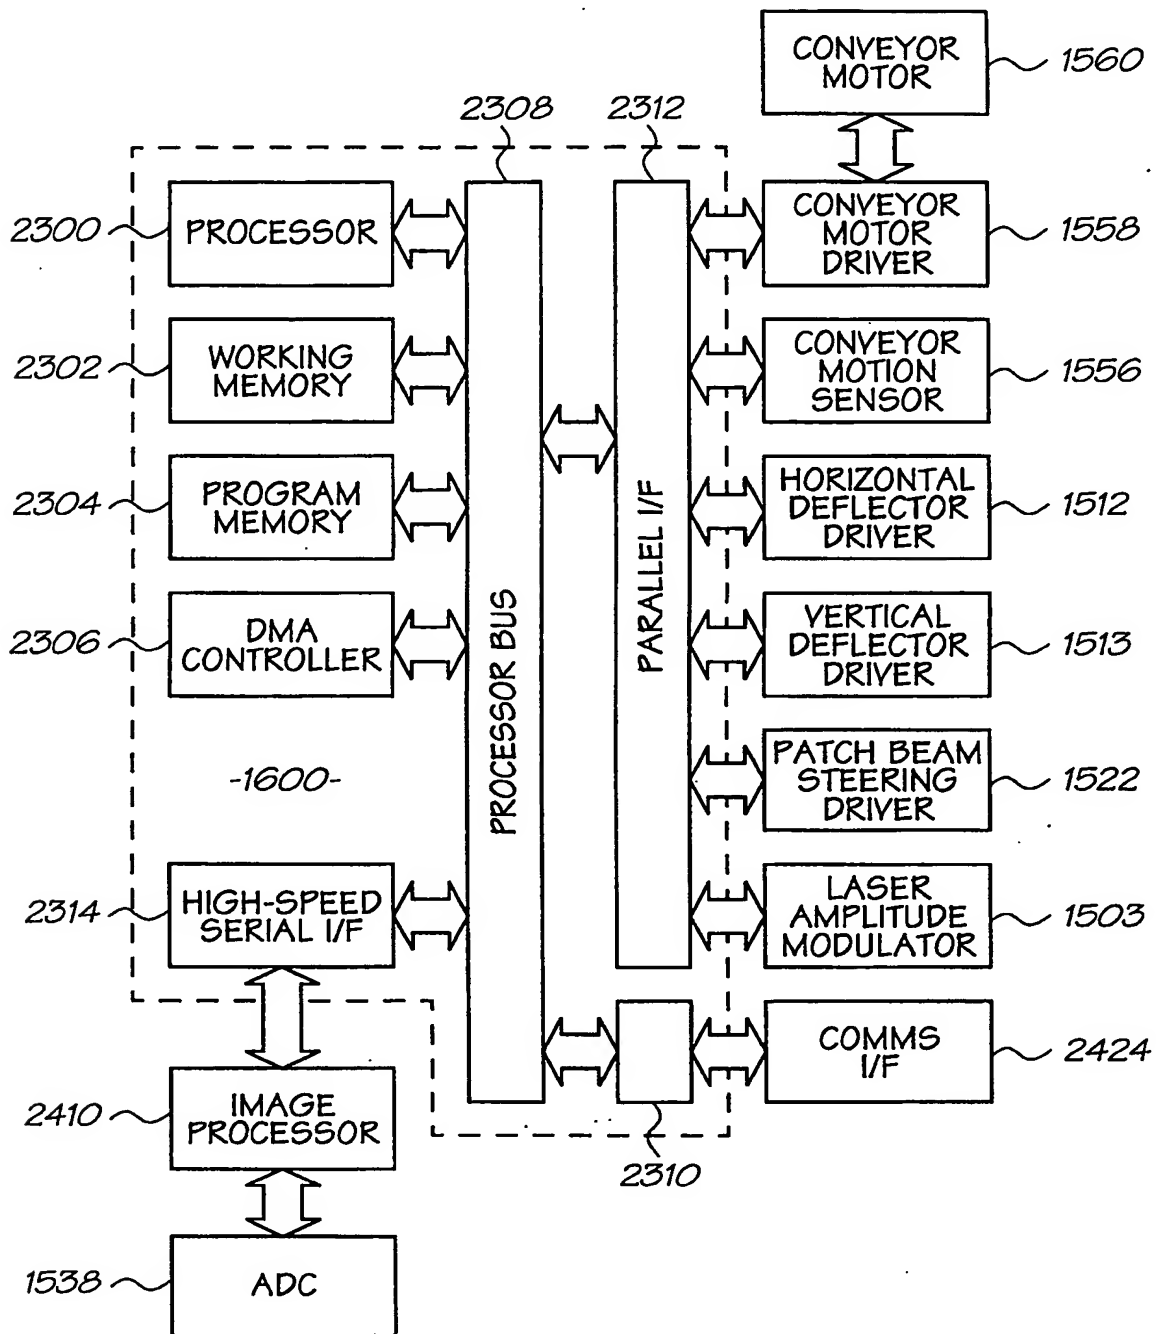 CONVEYOR
MOTOR
1560
2308
2312
2300
PROCESSOR
CONVEYOR
MOTOR
DRIVER
1558
2302
WORKING
MEMORY
CONVEYOR
MOTION
SENSOR
1556
2304
PROGRAM
MEMORY
HORIZONTAL
DEFLECTOR
DRIVER
1512
PROCESSOR BUS
PARALLEL I/F
2306
DMA
CONTROLLER
VERTICAL
DEFLECTOR
DRIVER
1513
-1600-
PATCH BEAM
STEERING
DRIVER
1522
2314
HIGH-SPEED
SERIAL I/F
LASER
AMPLITUDE
MODULATOR
1503
COMMS
I/F
2424
2410
IMAGE
PROCESSOR
2310
1538
ADC